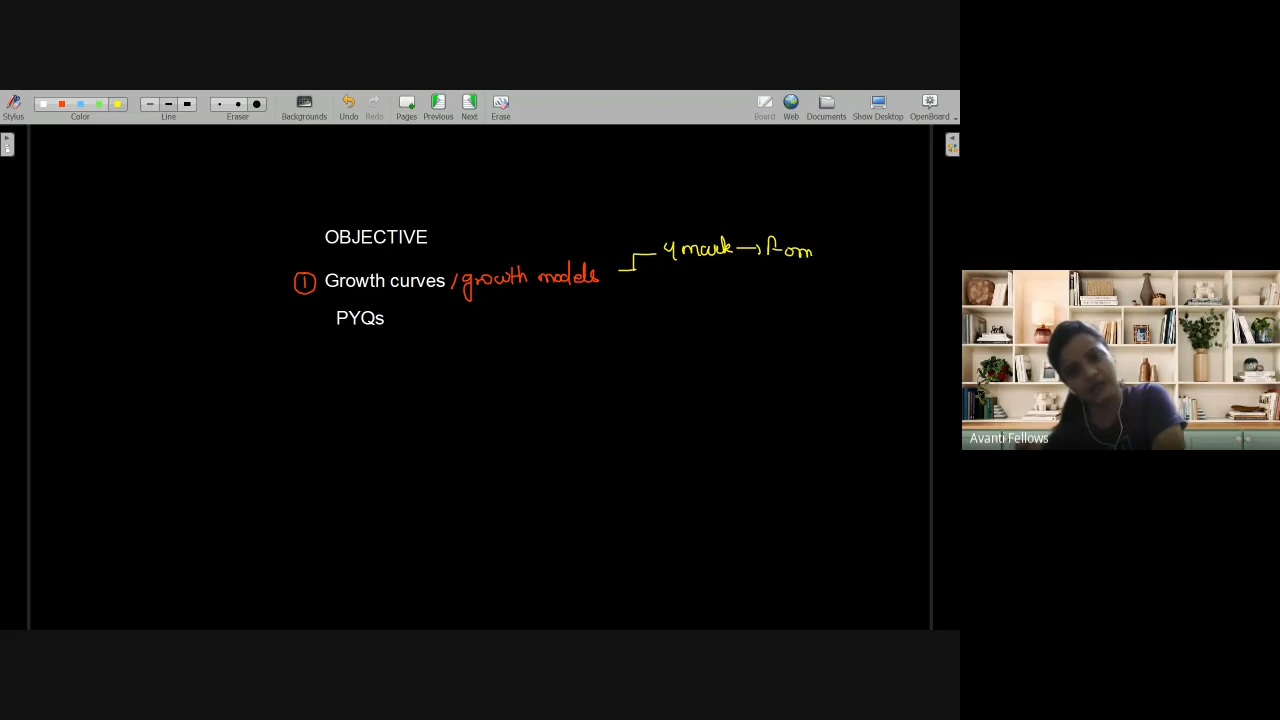 Stylus
Color
Line
Eraser
Backgrounds
Undo
Redo
Pages
Previous
Next
Erase
Board
Web
Documents
Show Desktop
OpenBoard
OBJECTIVE
4 mark → from
① Growth curves / growth models
PYQs
Avanti Fellows